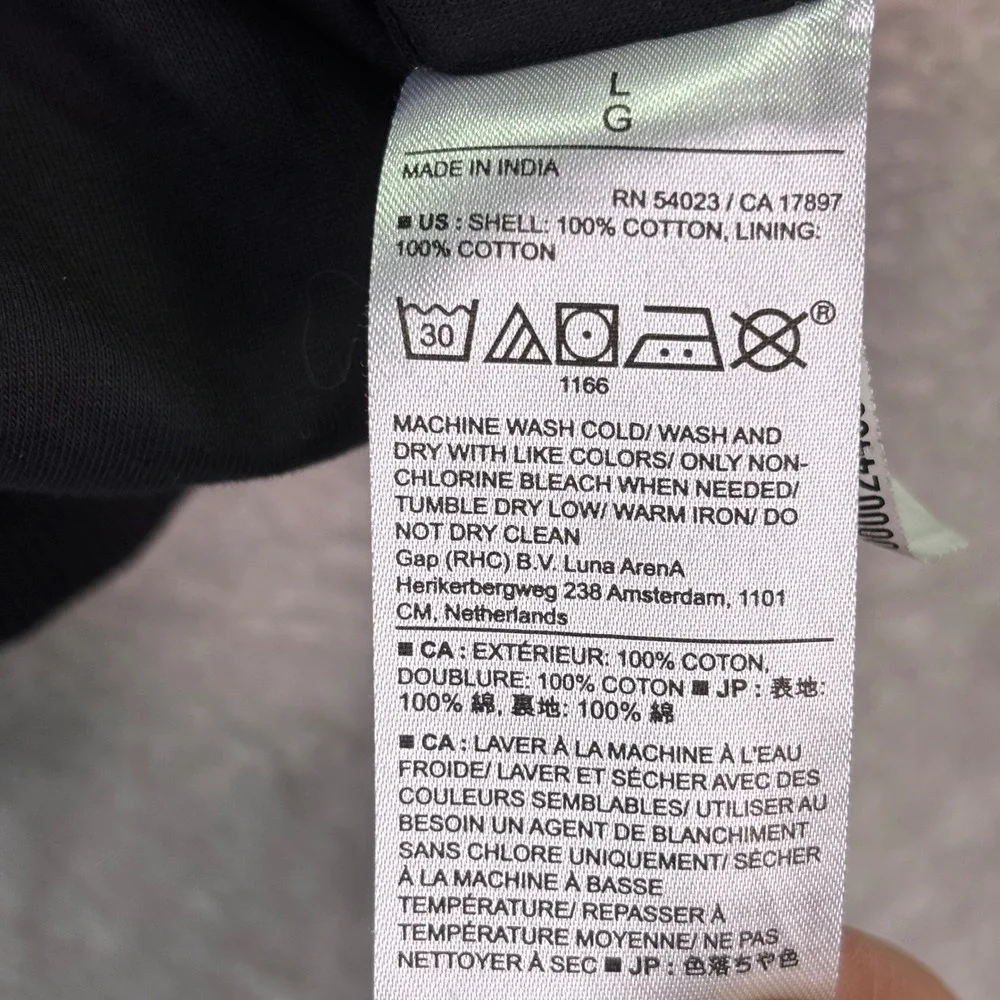 L
G
MADE IN INDIA
RN 54023 / CA 17897
■ US : SHELL: 100% COTTON, LINING:
100% COTTON
30
®
1166
MACHINE WASH COLD/ WASH AND
DRY WITH LIKE COLORS/ ONLY NON-
CHLORINE BLEACH WHEN NEEDED/
TUMBLE DRY LOW/ WARM IRON/ DO
NOT DRY CLEAN
Gap (RHC) B.V. Luna ArenA
Herikerbergweg 238 Amsterdam, 1101
CM, Netherlands
■ CA : EXTÉRIEUR: 100% COTON,
DOUBLURE: 100% COTON ■ JP : 表地:
100% 綿, 裏地: 100% 綿
■ CA : LAVER À LA MACHINE À L'EAU
FROIDE/ LAVER ET SÉCHER AVEC DES
COULEURS SEMBLABLES/ UTILISER AU
BESOIN UN AGENT DE BLANCHIMENT
SANS CHLORE UNIQUEMENT/ SÉCHER
À LA MACHINE À BASSE
TEMPÉRATURE/ REPASSER À
TEMPÉRATURE MOYENNE/ NE PAS
NETTOYER À SEC ■ JP : 色落ちや色